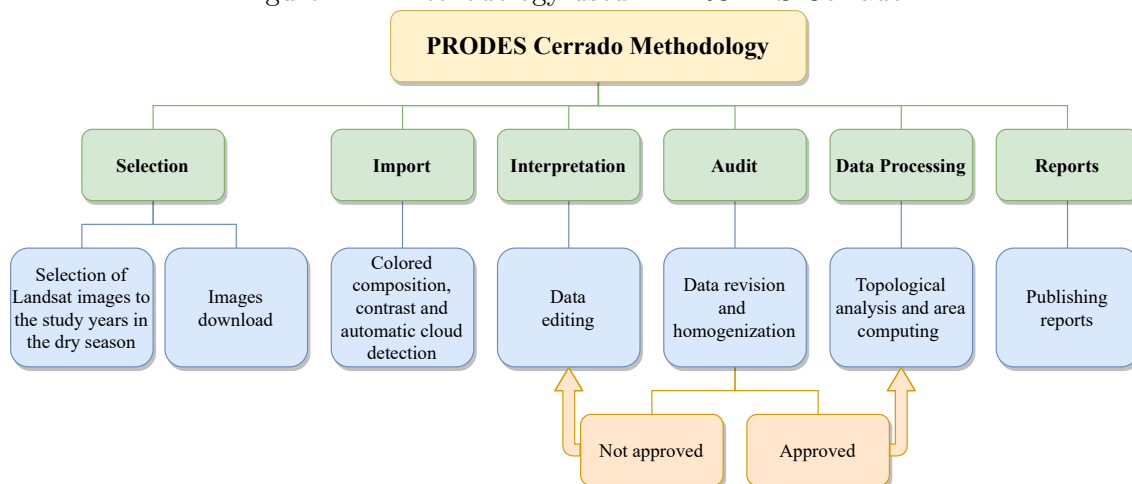 PRODES Cerrado Methodology
Selection
Import
Interpretation
Audit
Data Processing
Reports
Selection of
Landsat images to
the study years in
the dry season
Images
download
Colored
composition,
contrast and
automatic cloud
detection
Data
editing
Data revision
and
homogenization
Topological
analysis and area
computing
Publishing
reports
Not approved
Approved